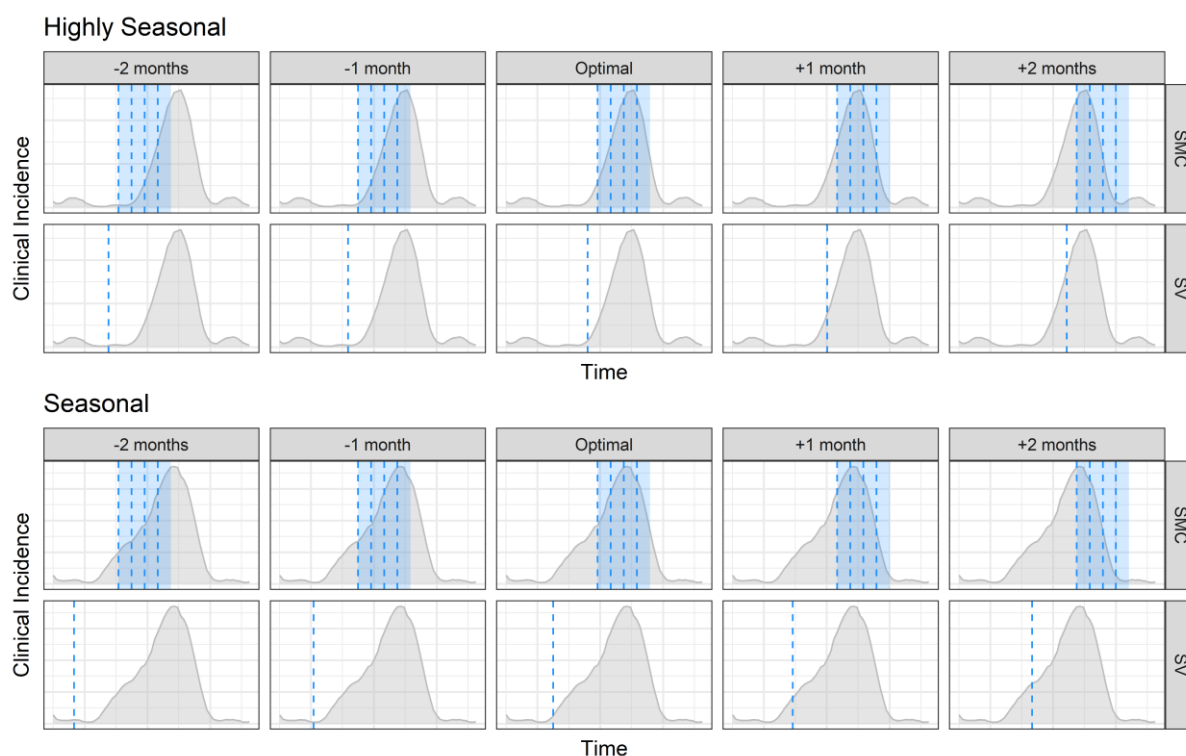 Highly Seasonal
-2 months
-1 month
Optimal
+1 month
+2 months
Clinical Incidence
SMC
SV
Time
Seasonal
-2 months
-1 month
Optimal
+1 month
+2 months
Clinical Incidence
SMC
SV
Time